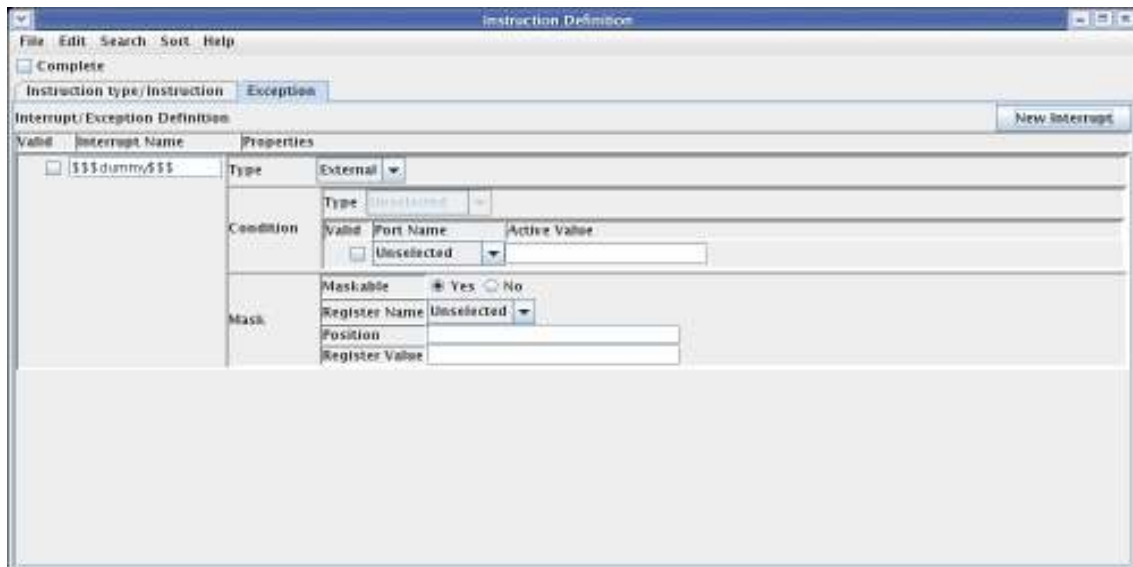 Instruction Definition
File Edit Search Sort Help
Complete
Instruction type/Instruction Exception
Interrupt/Exception Definition New Interrupt
Valid Interrupt Name Properties
$$$dummy$$$ Type External
Type Unselected
Condition Valid Port Name Active Value
Unselected
Maskable Yes No
Mask Register Name Unselected
Position
Register Value